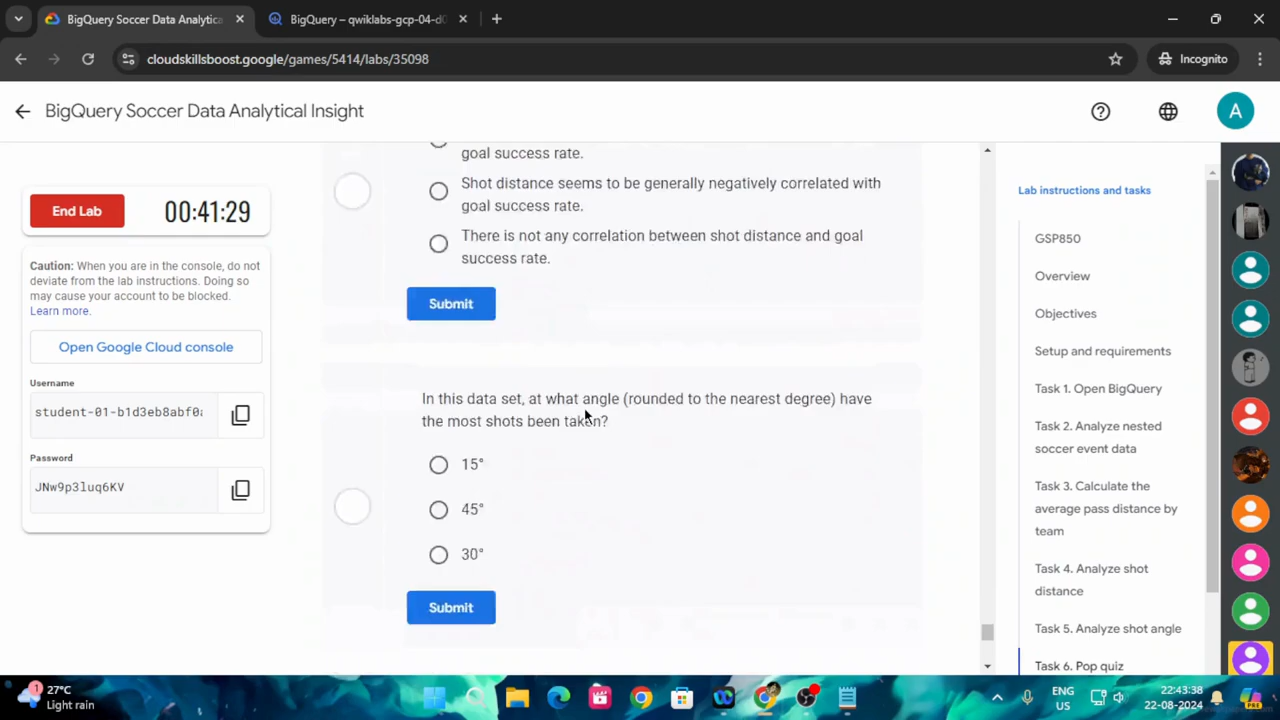 BigQuery Soccer Data Analytica
BigQuery – qwiklabs-gcp-04-d0
cloudskillsboost.google/games/5414/labs/35098
Incognito
BigQuery Soccer Data Analytical Insight
A
End Lab
00:41:29
Caution: When you are in the console, do not
deviate from the lab instructions. Doing so
may cause your account to be blocked.
Learn more.
Open Google Cloud console
Username
student-01-b1d3eb8abf0
Password
JNw9p3luq6KV
goal success rate.
Shot distance seems to be generally negatively correlated with
goal success rate.
There is not any correlation between shot distance and goal
success rate.
Submit
In this data set, at what angle (rounded to the nearest degree) have
the most shots been taken?
15°
45°
30°
Submit
Lab instructions and tasks
GSP850
Overview
Objectives
Setup and requirements
Task 1. Open BigQuery
Task 2. Analyze nested
soccer event data
Task 3. Calculate the
average pass distance by
team
Task 4. Analyze shot
distance
Task 5. Analyze shot angle
Task 6. Pop quiz
1
27°C
Light rain
ENG
US
22:43:38
22-08-2024
PRE